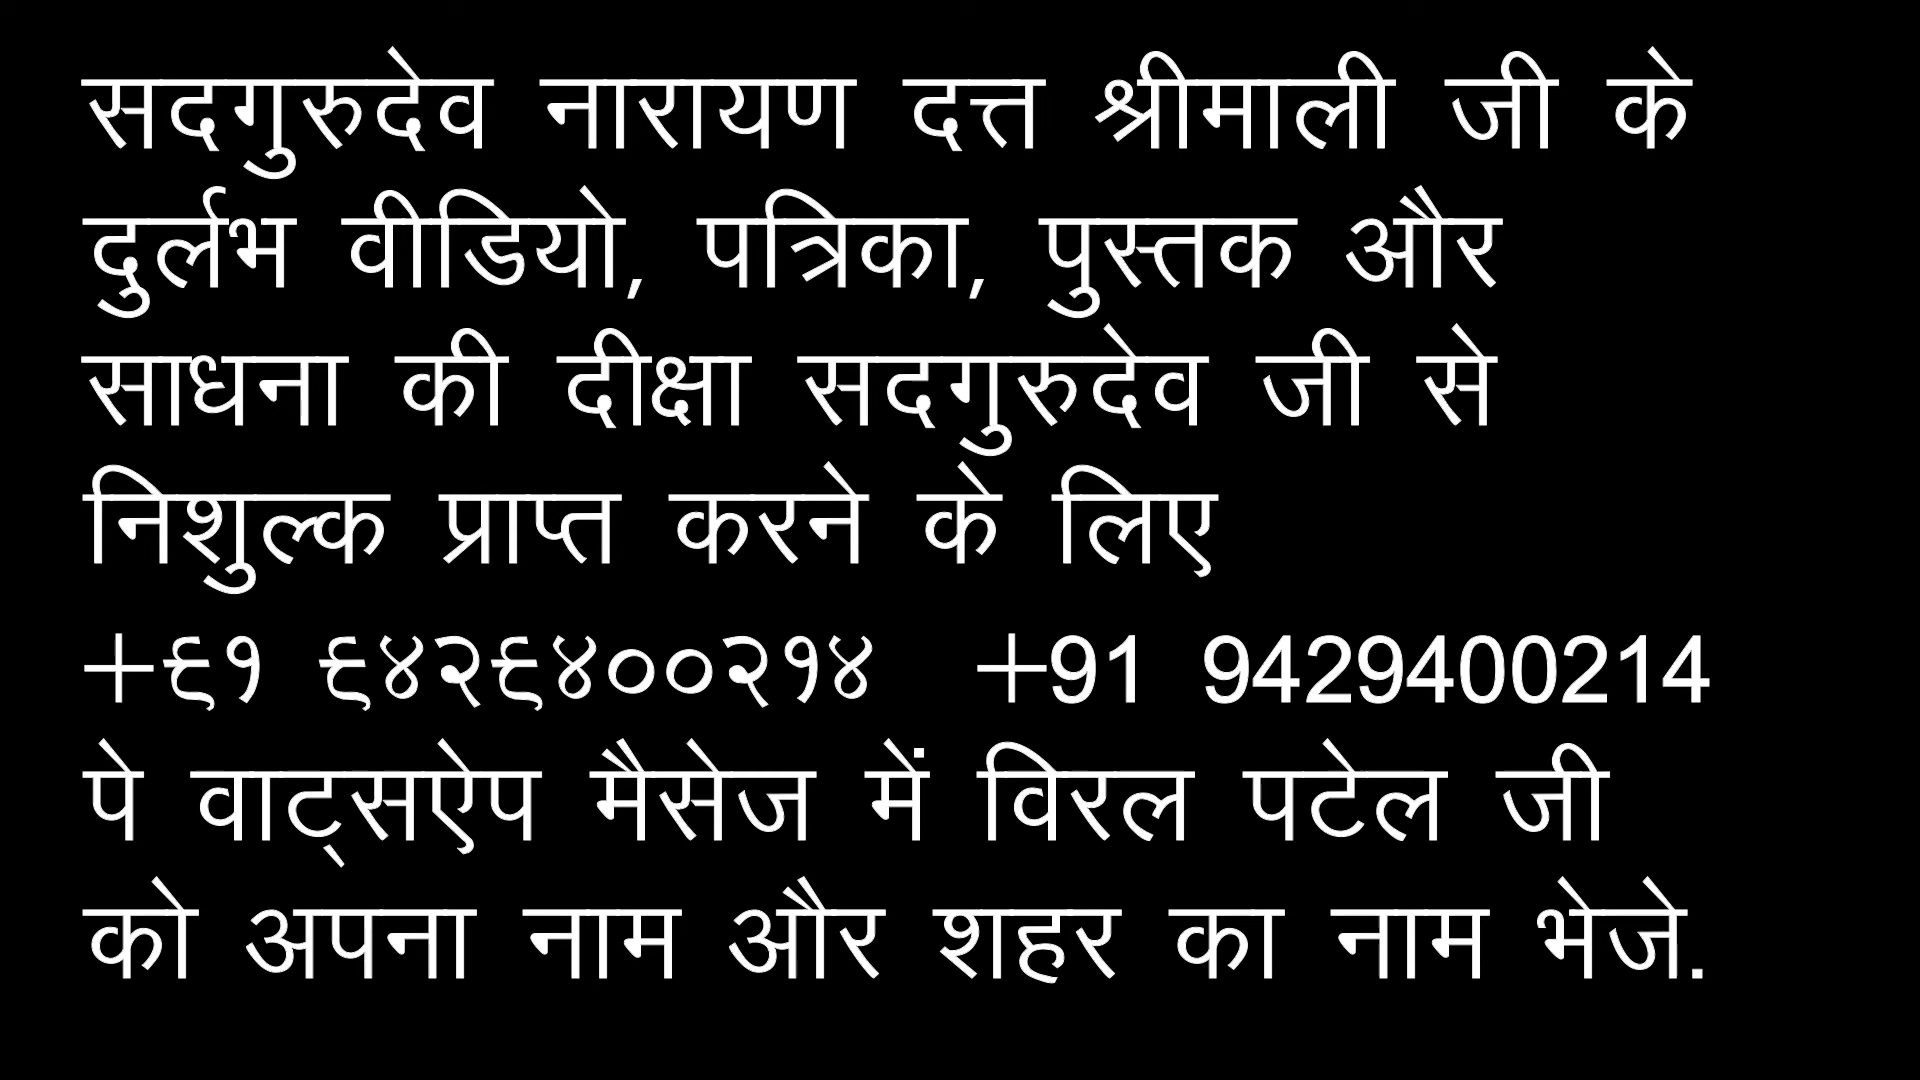 सदगुरुदेव नारायण दत्त श्रीमाली जी के
दुर्लभ वीडियो, पत्रिका, पुस्तक और
साधना की दीक्षा सदगुरुदेव जी से
निशुल्क प्राप्त करने के लिए
+९१ ९४२९४००२१४ +91 9429400214
पे वाट्सऐप मैसेज में विरल पटेल जी
को अपना नाम और शहर का नाम भेजे.